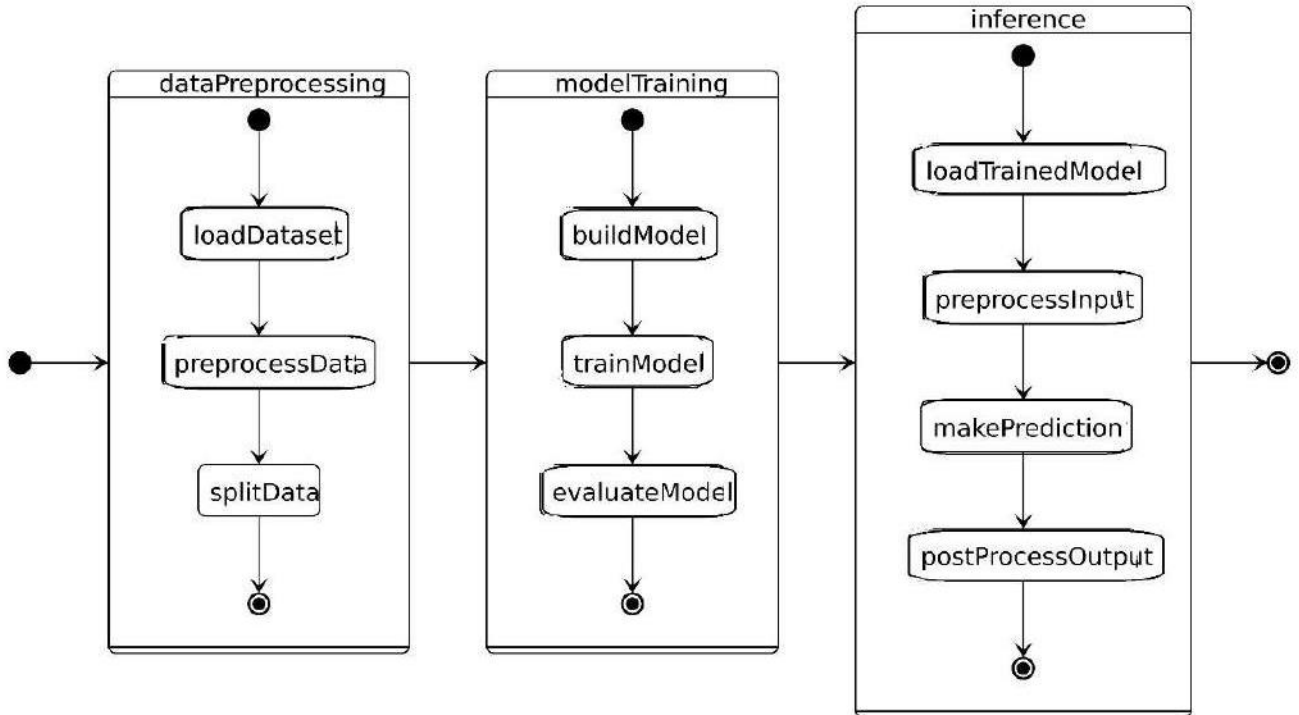 dataPreprocessing
loadDataset
preprocessData
splitData
modelTraining
buildModel
trainModel
evaluateModel
inference
loadTrainedModel
preprocessInput
makePrediction
postProcessOutput